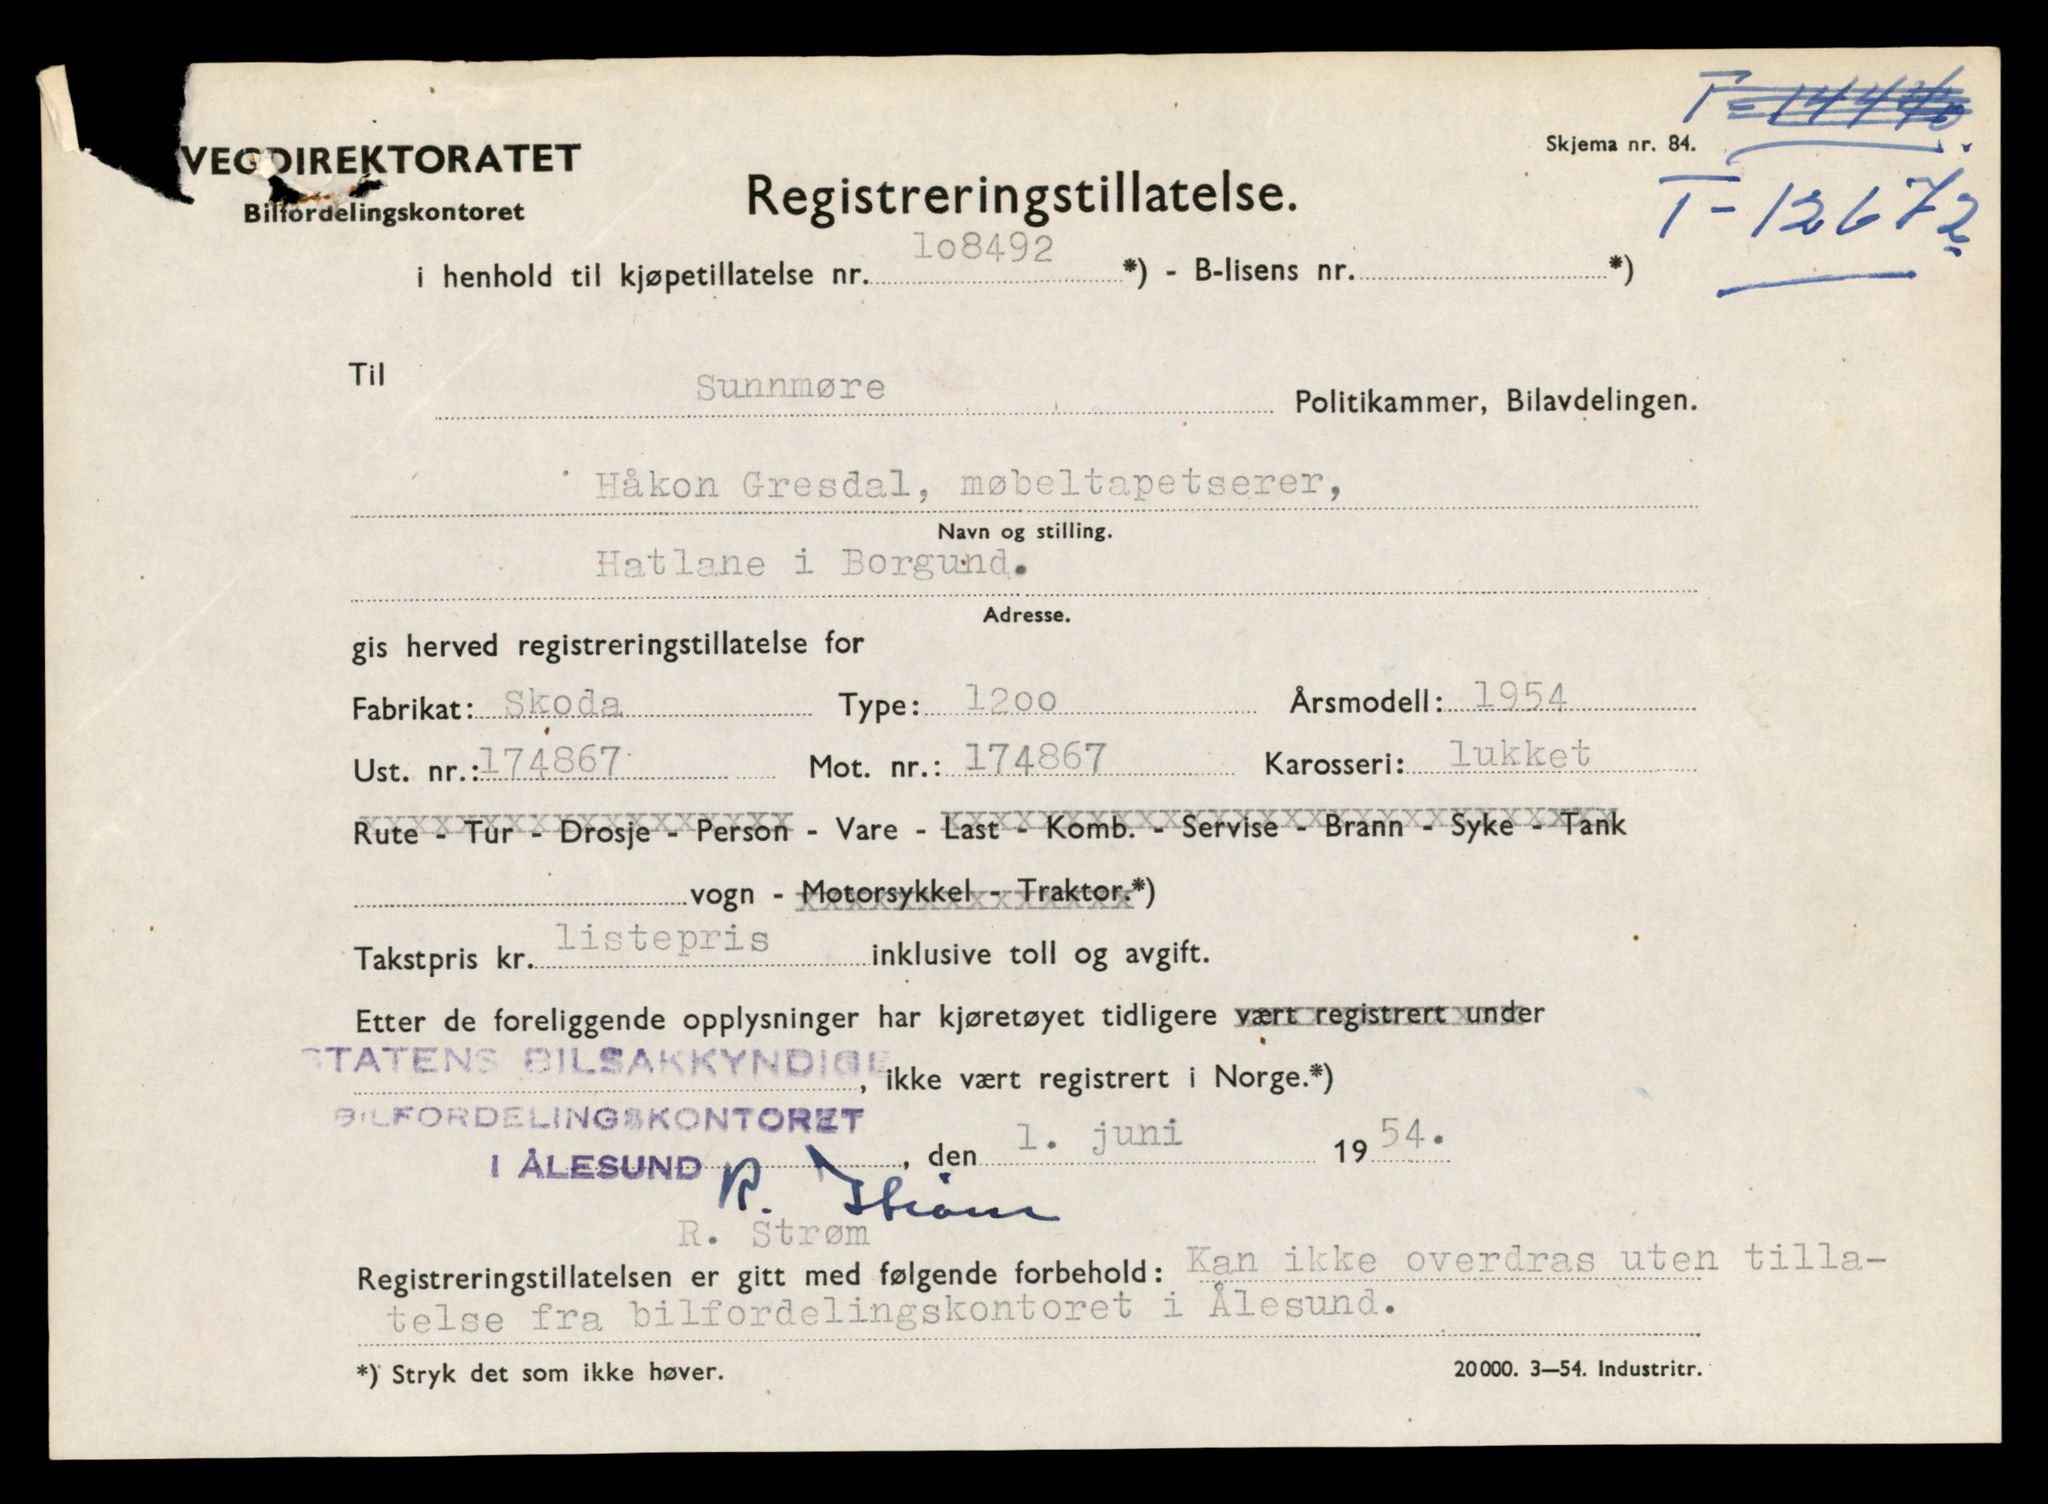 T-12672
Skjema nr. 84.
VEGDIREKTORATET
Bilfordelingskontoret
Registreringstillatelse.
i henhold til kjøpetillatelse nr. 1o8492 *) - B-lisens nr. *)
Til Sunnmøre Politikammer, Bilavdelingen.
Håkon Gresdal, møbeltapetserer,
Navn og stilling.
Hatlane i Borgund.
Adresse.
gis herved registreringstillatelse for
Fabrikat: Skoda Type: 12oo Årsmodell: 1954
Ust. nr.: 174867 Mot. nr.: 174867 Karosseri: lukket
Rute - Tur - Drosje - Person - Vare - Last - Komb. - Servise - Brann - Syke - Tank
vogn - Motorsykkel - Traktor.*)
Takstpris kr. listepris inklusive toll og avgift.
Etter de foreliggende opplysninger har kjøretøyet tidligere vært registrert under
STATENS BILSAKKYNDIGE , ikke vært registrert i Norge.*)
BILFORDELINGSKONTORET
I ÅLESUND , den 1. juni 1954.
R. Strøm
R. Strøm
Registreringstillatelsen er gitt med følgende forbehold: Kan ikke overdras uten tilla-
telse fra bilfordelingskontoret i Ålesund.
*) Stryk det som ikke høver.
20000. 3—54. Industritr.